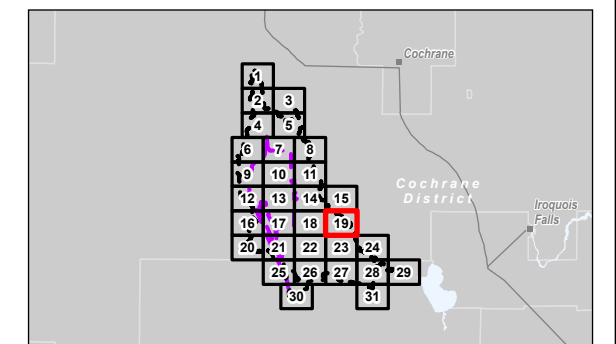 Cochrane
1
2 3
4 5
6 7 8
9 10 11
12 13 14 15
16 17 18 19
20 21 22 23 24
25 26 27 28 29
30 31
Cochrane
District
Iroquois
Falls